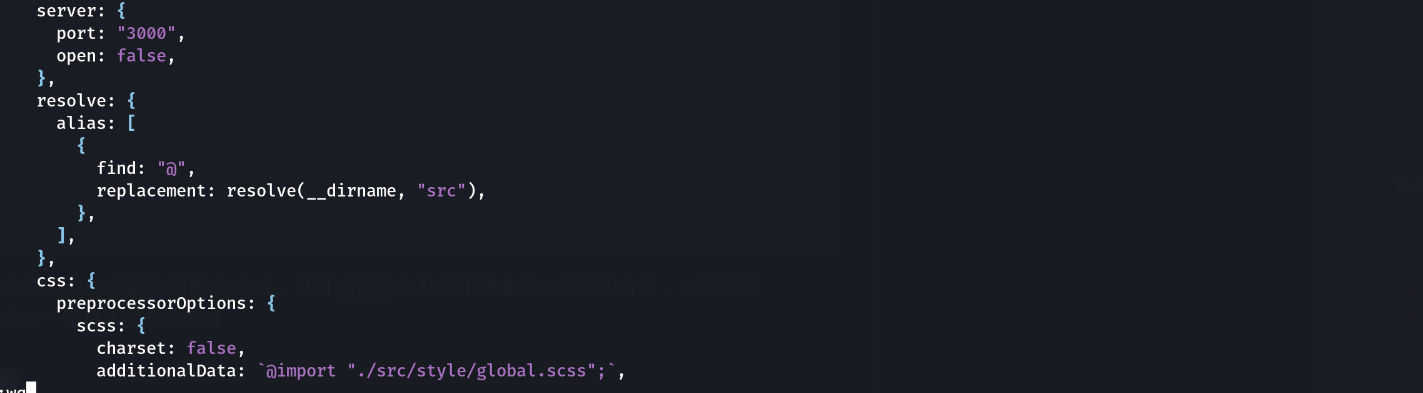 server: {
port: "3000",
open: false,
},
resolve: {
alias: [
{
find: "@",
replacement: resolve(__dirname, "src"),
},
],
},
css: {
preprocessorOptions: {
scss: {
charset: false,
additionalData: `@import "./src/style/global.scss";`,
:wq